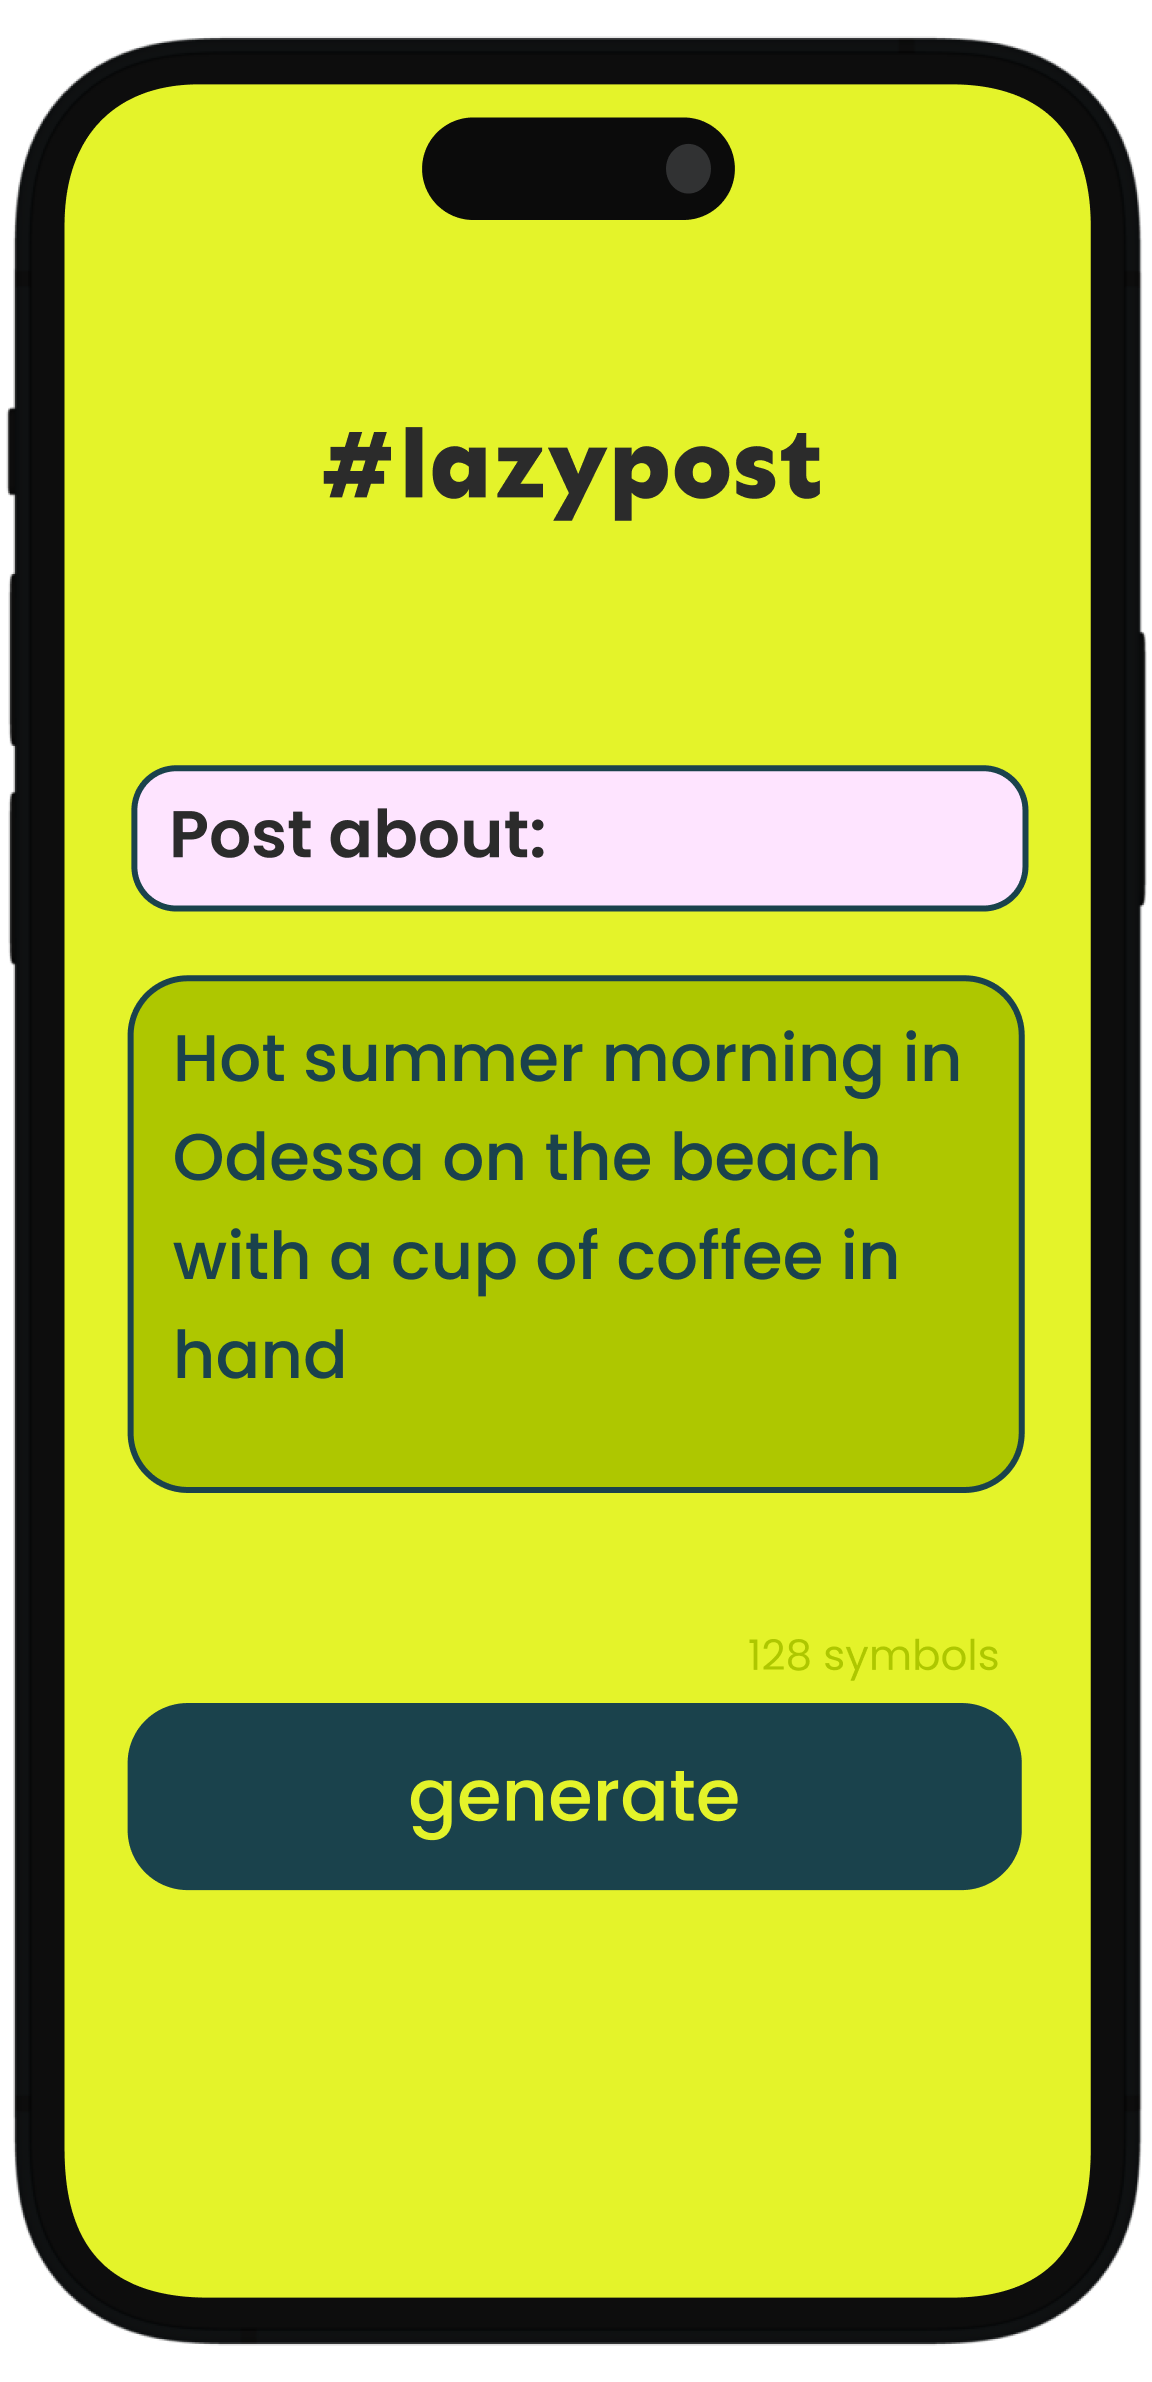 #lazypost
Post about:
Hot summer morning in
Odessa on the beach
with a cup of coffee in
hand
128 symbols
generate